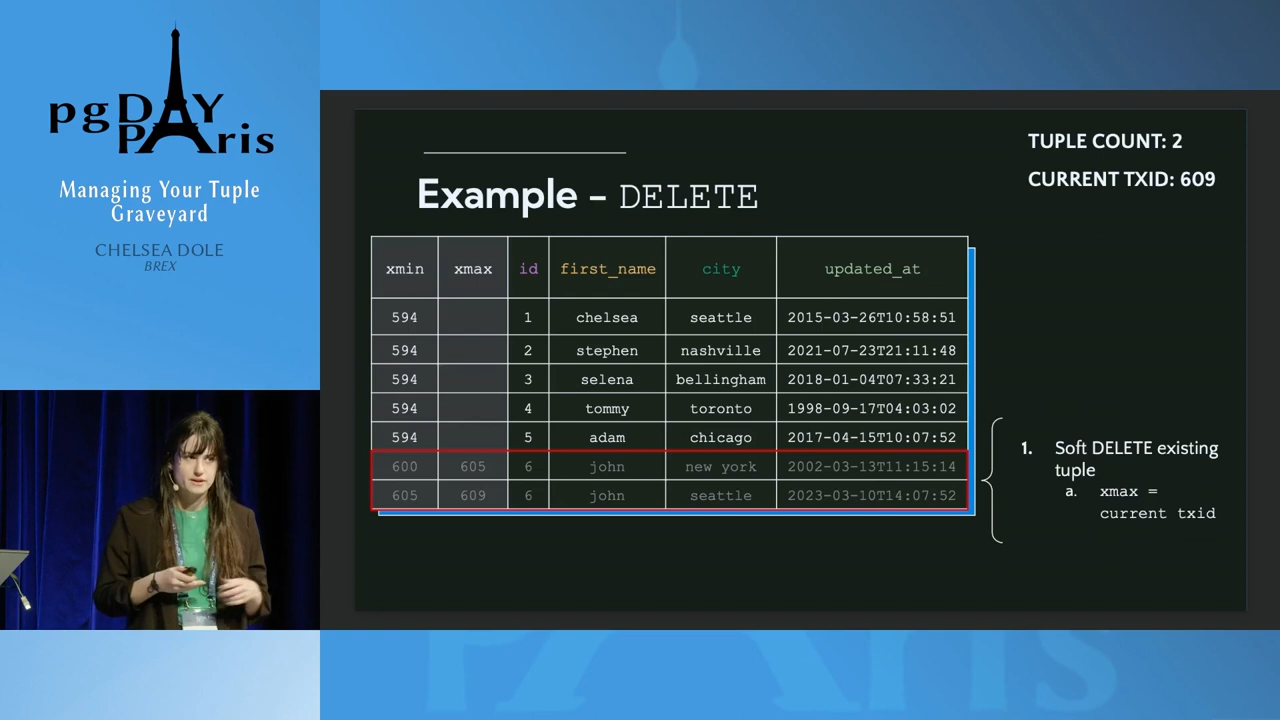 pgDAY
PAris
Managing Your Tuple
Graveyard
CHELSEA DOLE
BREX
TUPLE COUNT: 2
CURRENT TXID: 609
Example – DELETE
xmin xmax id first_name city updated_at
594 1 chelsea seattle 2015-03-26T10:58:51
594 2 stephen nashville 2021-07-23T21:11:48
594 3 selena bellingham 2018-01-04T07:33:21
594 4 tommy toronto 1998-09-17T04:03:02
594 5 adam chicago 2017-04-15T10:07:52
600 605 6 john new york 2002-03-13T11:15:14
605 609 6 john seattle 2023-03-10T14:07:52
1. Soft DELETE existing
tuple
a. xmax =
current txid